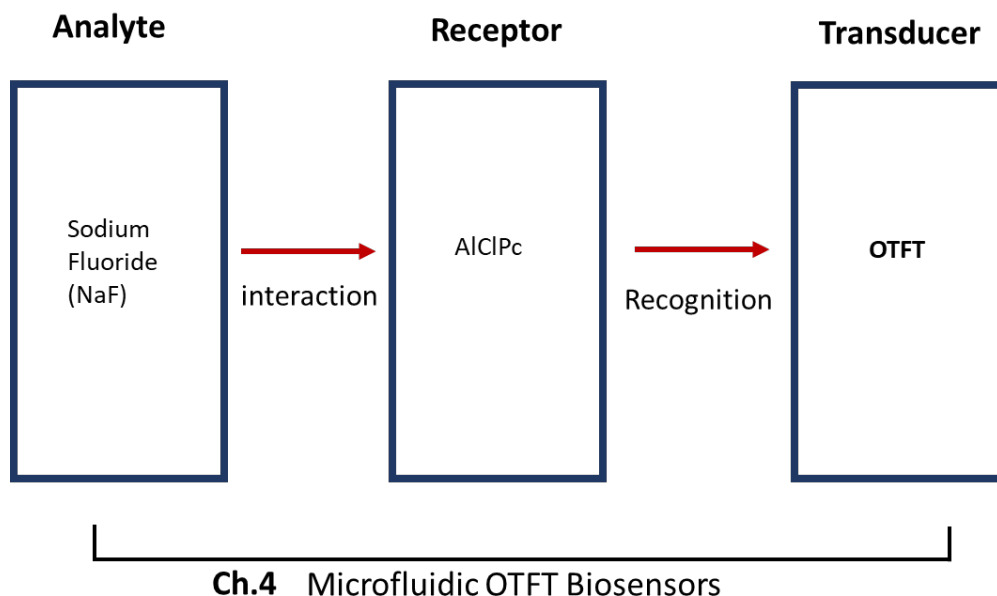 Analyte
Receptor
Transducer
Sodium
Fluoride
(NaF)
interaction
AlClPc
Recognition
OTFT
Ch.4 Microfluidic OTFT Biosensors